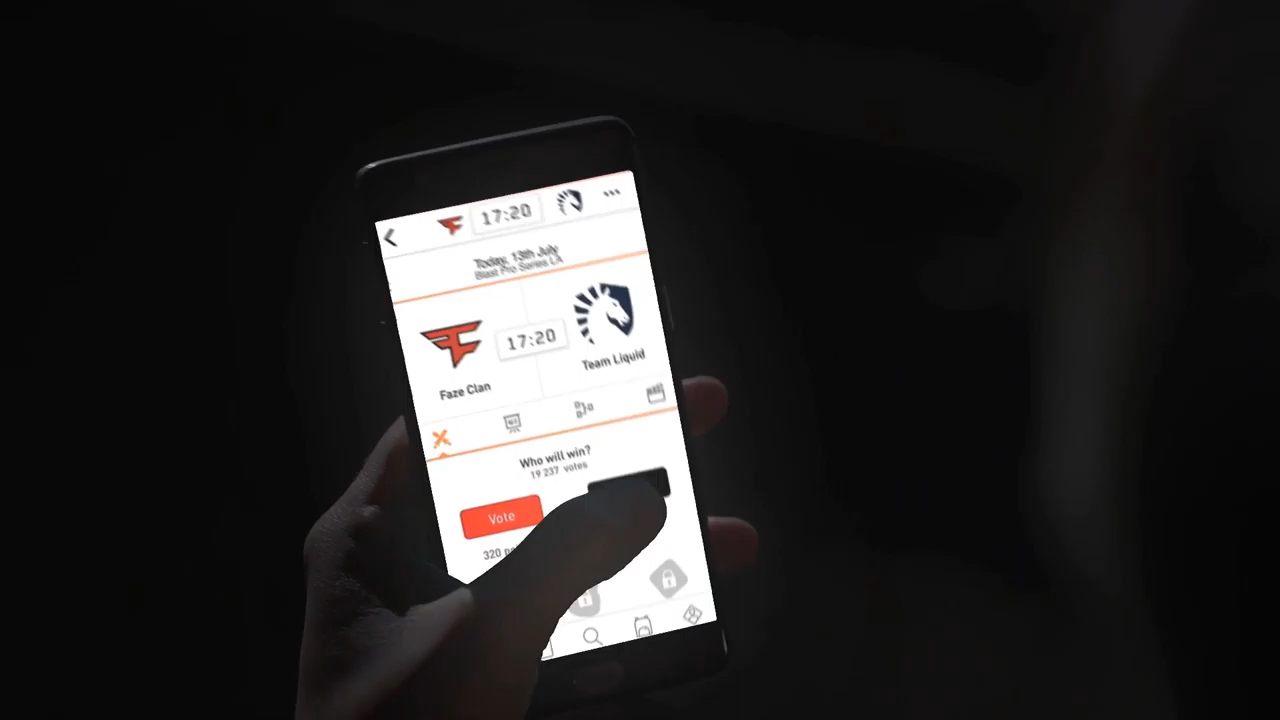 17:20
Today, 13th July
Blast Pro Series LA
17:20
Faze Clan
Team Liquid
Who will win?
19 237 votes
Vote
320